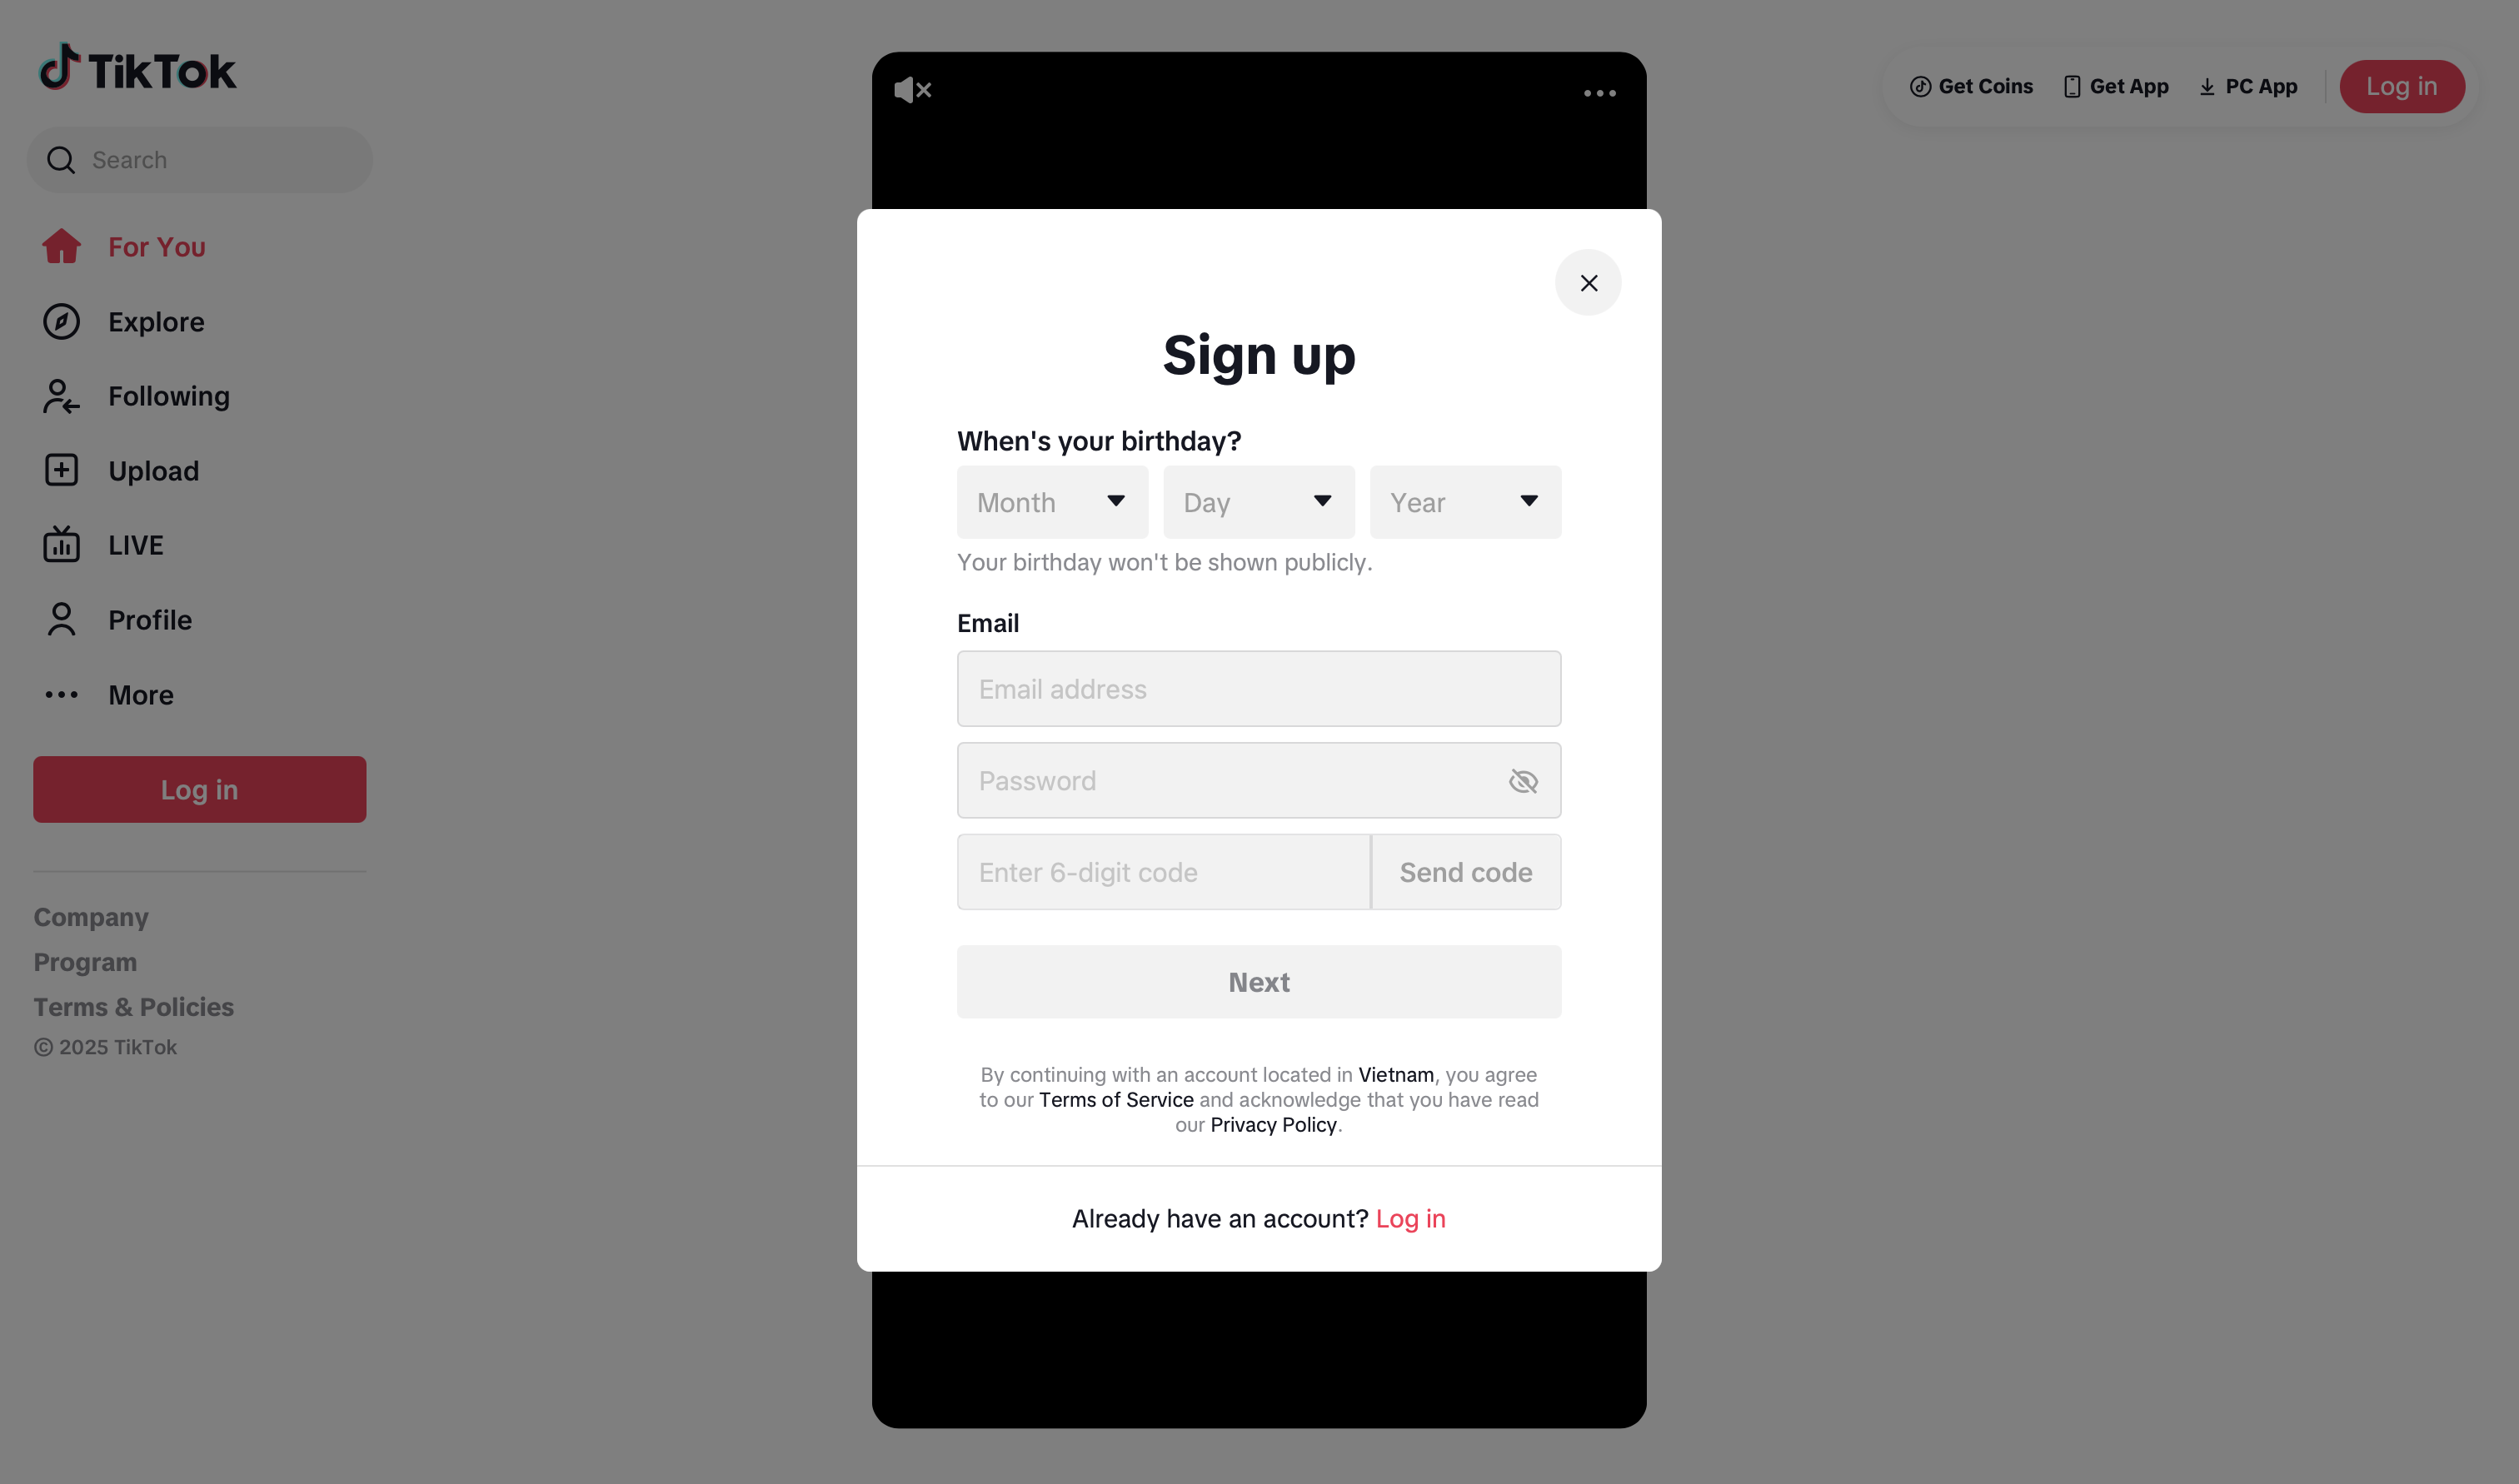 TikTok
Search
For You
Explore
Following
Upload
LIVE
Profile
More
Log in
Company
Program
Terms & Policies
© 2025 TikTok
Get Coins
Get App
PC App
Log in
Sign up
When's your birthday?
Month
Day
Year
Your birthday won't be shown publicly.
Email
Email address
Password
Enter 6-digit code
Send code
Next
By continuing with an account located in Vietnam, you agree
to our Terms of Service and acknowledge that you have read
our Privacy Policy.
Already have an account? Log in